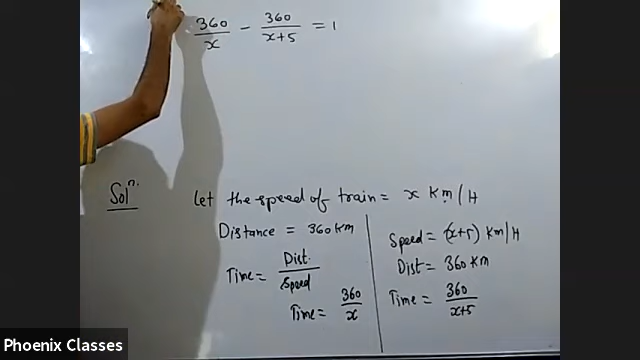 360/x - 360/x+5 = 1
Solⁿ. Let the speed of train = x Km/H
Distance = 360 KM
Time = Dist./Speed
Time = 360/x
Speed = (x+5) KM/H
Dist = 360 KM
Time = 360/x+5
Phoenix Classes